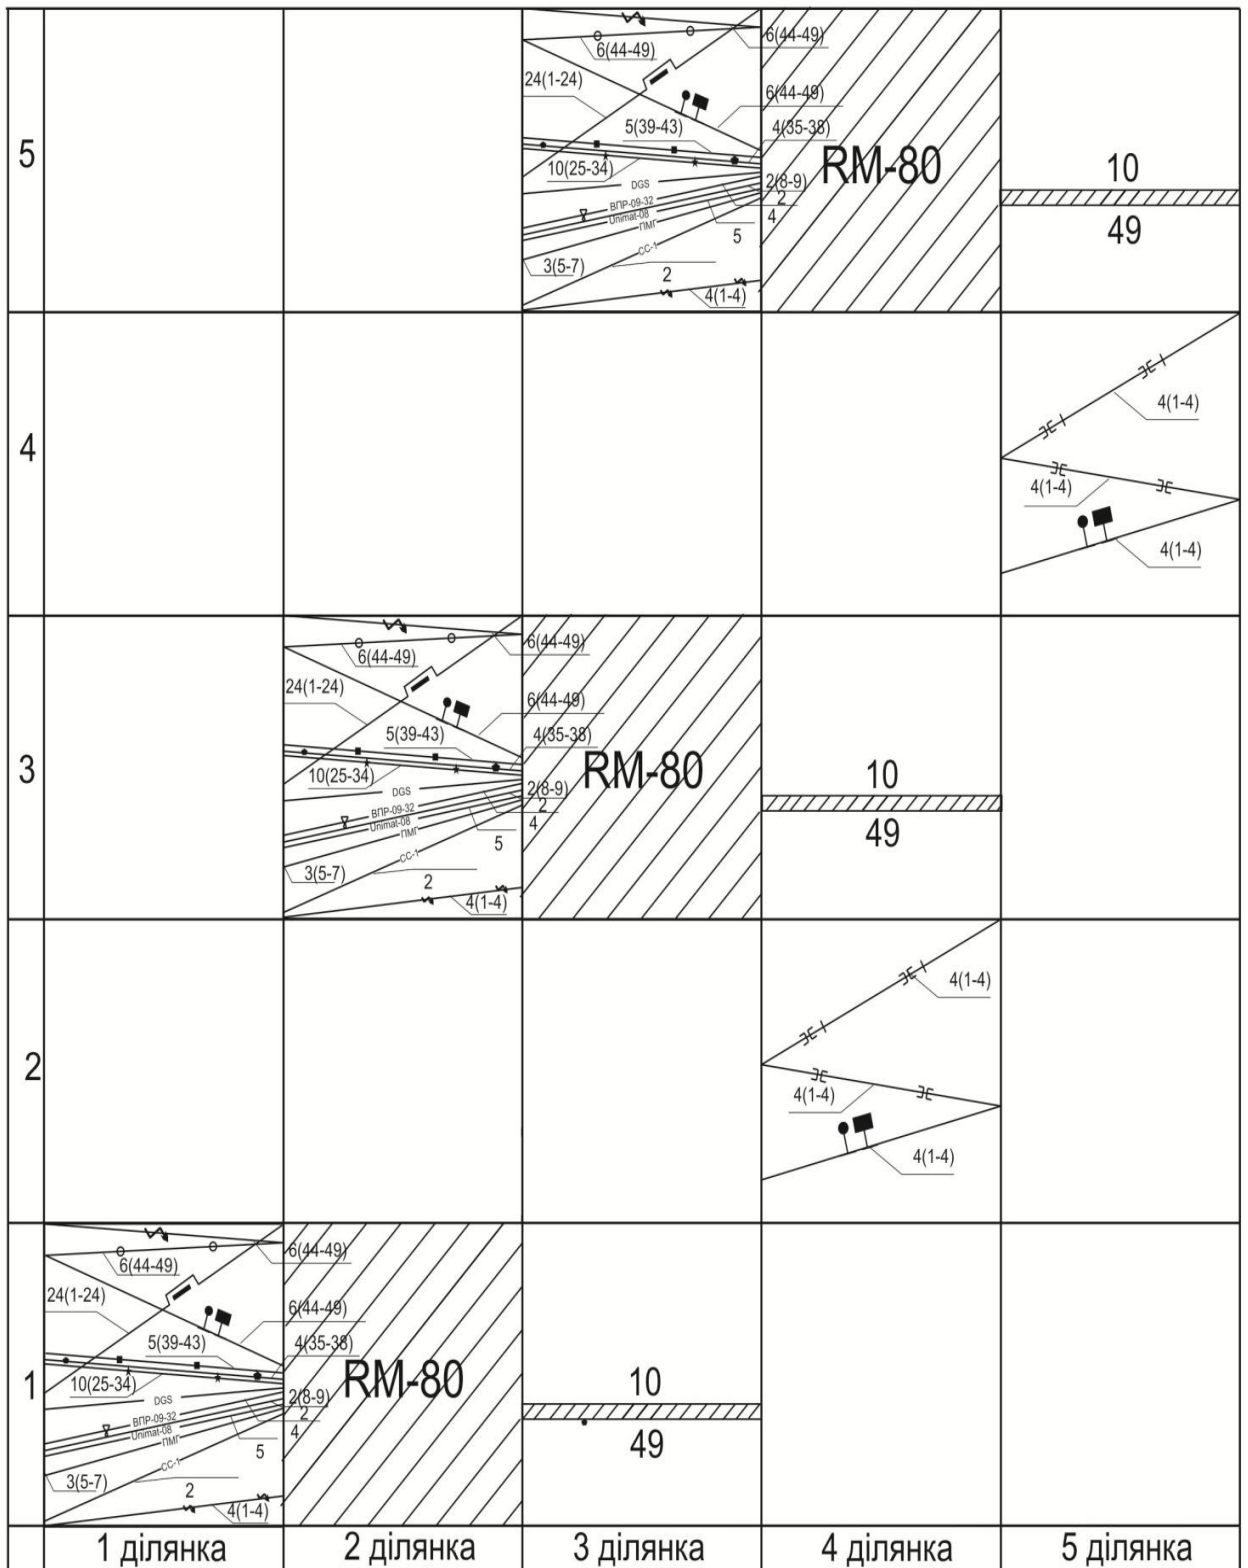 5
6(44-49)
6(44-49)
24(1-24)
6(44-49)
5(39-43)
4(35-38)
10(25-34)
DGS
2(8-9)
ВПР-09-32
2
Unimat-08
4
ПМГ
5
СС-1
3(5-7)
2
4(1-4)
RM-80
10
49
4
4(1-4)
4(1-4)
4(1-4)
3
6(44-49)
6(44-49)
24(1-24)
6(44-49)
5(39-43)
4(35-38)
10(25-34)
DGS
2(8-9)
ВПР-09-32
2
Unimat-08
4
ПМГ
5
СС-1
3(5-7)
2
4(1-4)
RM-80
10
49
2
4(1-4)
4(1-4)
4(1-4)
1
6(44-49)
6(44-49)
24(1-24)
6(44-49)
5(39-43)
4(35-38)
10(25-34)
DGS
2(8-9)
ВПР-09-32
2
Unimat-08
4
ПМГ
5
СС-1
3(5-7)
2
4(1-4)
RM-80
10
49
1 ділянка
2 ділянка
3 ділянка
4 ділянка
5 ділянка